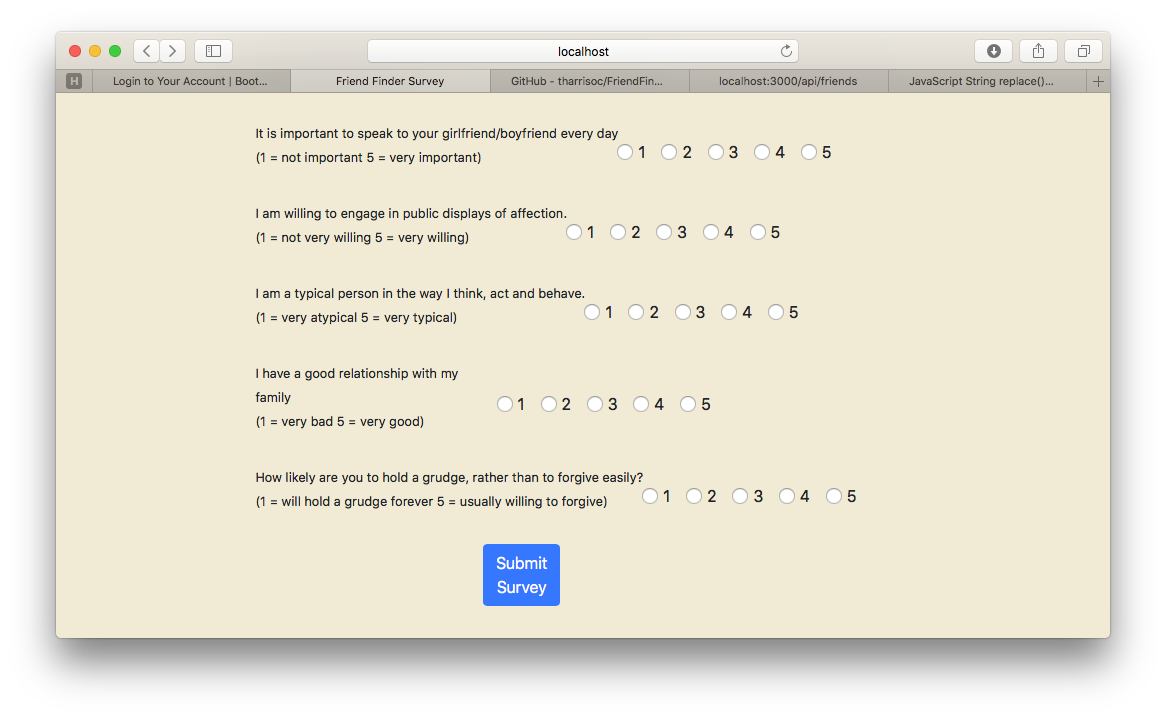 localhost
H
Login to Your Account | Boot...
Friend Finder Survey
GitHub - tharrisoc/FriendFin...
localhost:3000/api/friends
JavaScript String replace()...
It is important to speak to your girlfriend/boyfriend every day
(1 = not important 5 = very important)
1 2 3 4 5
I am willing to engage in public displays of affection.
(1 = not very willing 5 = very willing)
1 2 3 4 5
I am a typical person in the way I think, act and behave.
(1 = very atypical 5 = very typical)
1 2 3 4 5
I have a good relationship with my
family
(1 = very bad 5 = very good)
1 2 3 4 5
How likely are you to hold a grudge, rather than to forgive easily?
(1 = will hold a grudge forever 5 = usually willing to forgive)
1 2 3 4 5
Submit
Survey